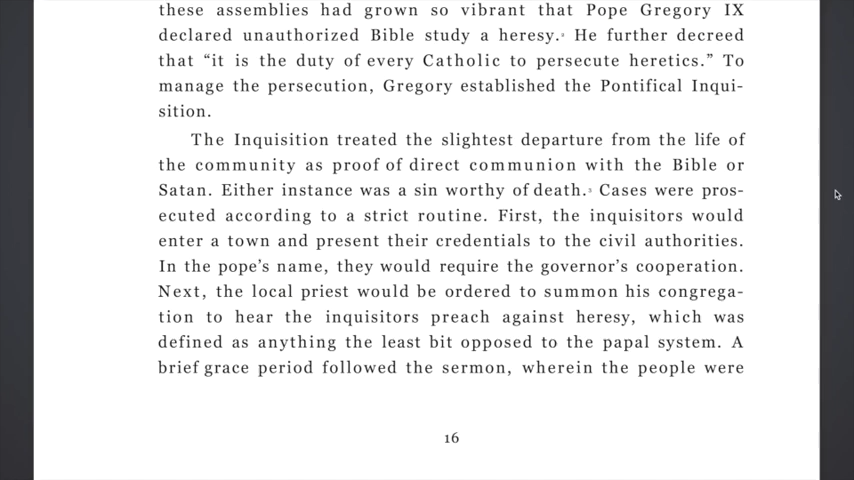 these assemblies had grown so vibrant that Pope Gregory IX
declared unauthorized Bible study a heresy.² He further decreed
that “it is the duty of every Catholic to persecute heretics.” To
manage the persecution, Gregory established the Pontifical Inqui-
sition.
The Inquisition treated the slightest departure from the life of
the community as proof of direct communion with the Bible or
Satan. Either instance was a sin worthy of death.³ Cases were pros-
ecuted according to a strict routine. First, the inquisitors would
enter a town and present their credentials to the civil authorities.
In the pope’s name, they would require the governor’s cooperation.
Next, the local priest would be ordered to summon his congrega-
tion to hear the inquisitors preach against heresy, which was
defined as anything the least bit opposed to the papal system. A
brief grace period followed the sermon, wherein the people were
16